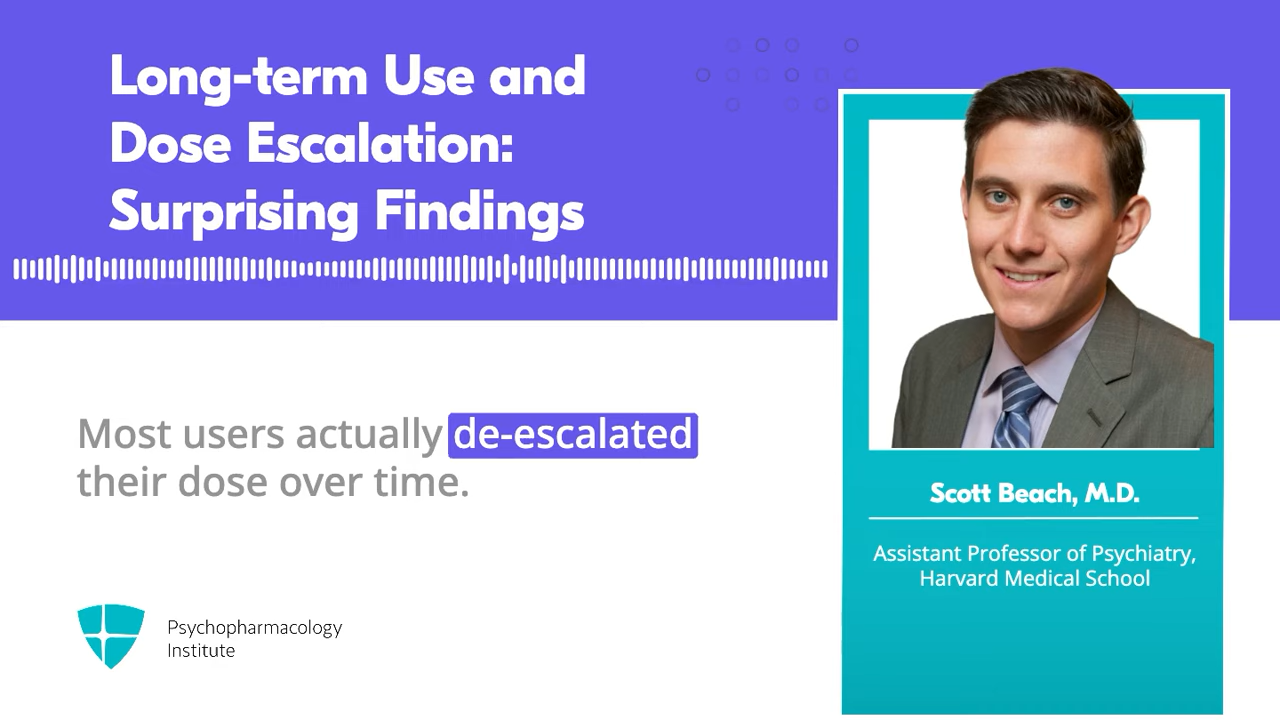 Long-term Use and
Dose Escalation:
Surprising Findings
Most users actually de-escalated
their dose over time.
Psychopharmacology
Institute
Scott Beach, M.D.
Assistant Professor of Psychiatry,
Harvard Medical School